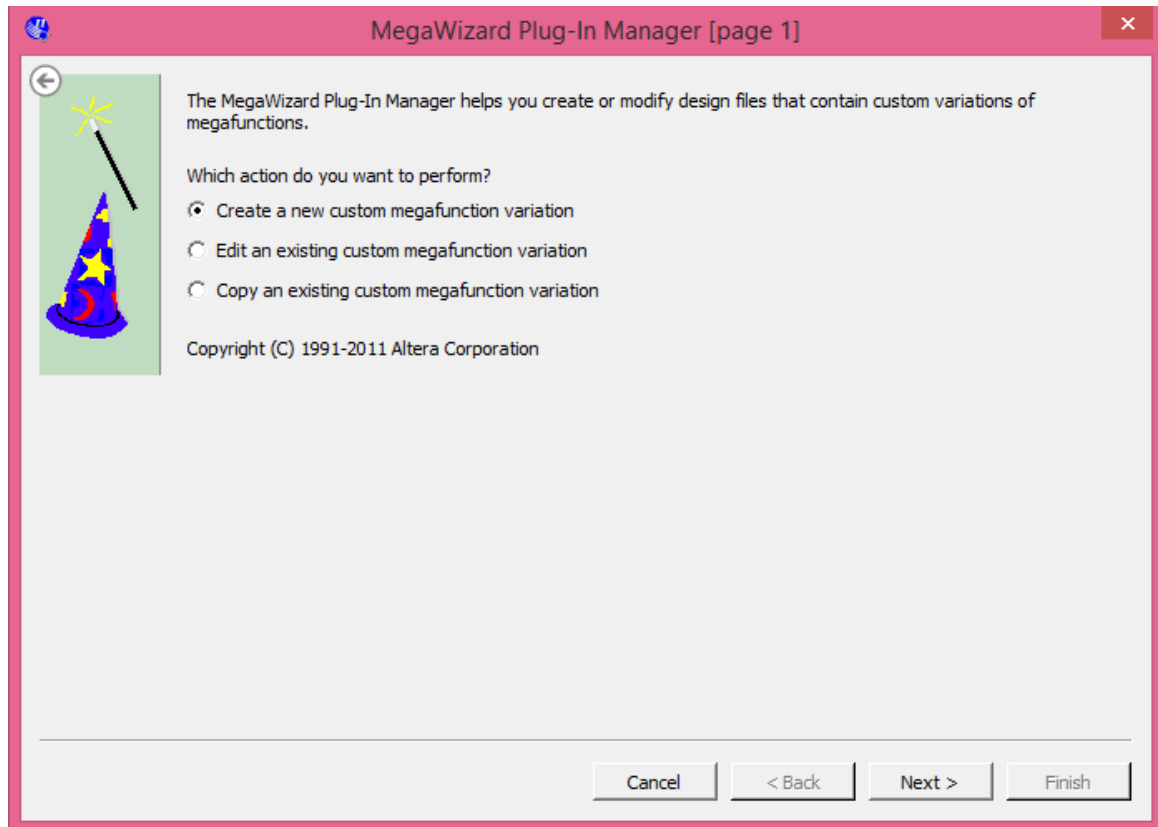 MegaWizard Plug-In Manager [page 1]
The MegaWizard Plug-In Manager helps you create or modify design files that contain custom variations of
megafunctions.
Which action do you want to perform?
Create a new custom megafunction variation
Edit an existing custom megafunction variation
Copy an existing custom megafunction variation
Copyright (C) 1991-2011 Altera Corporation
Cancel < Back Next > Finish